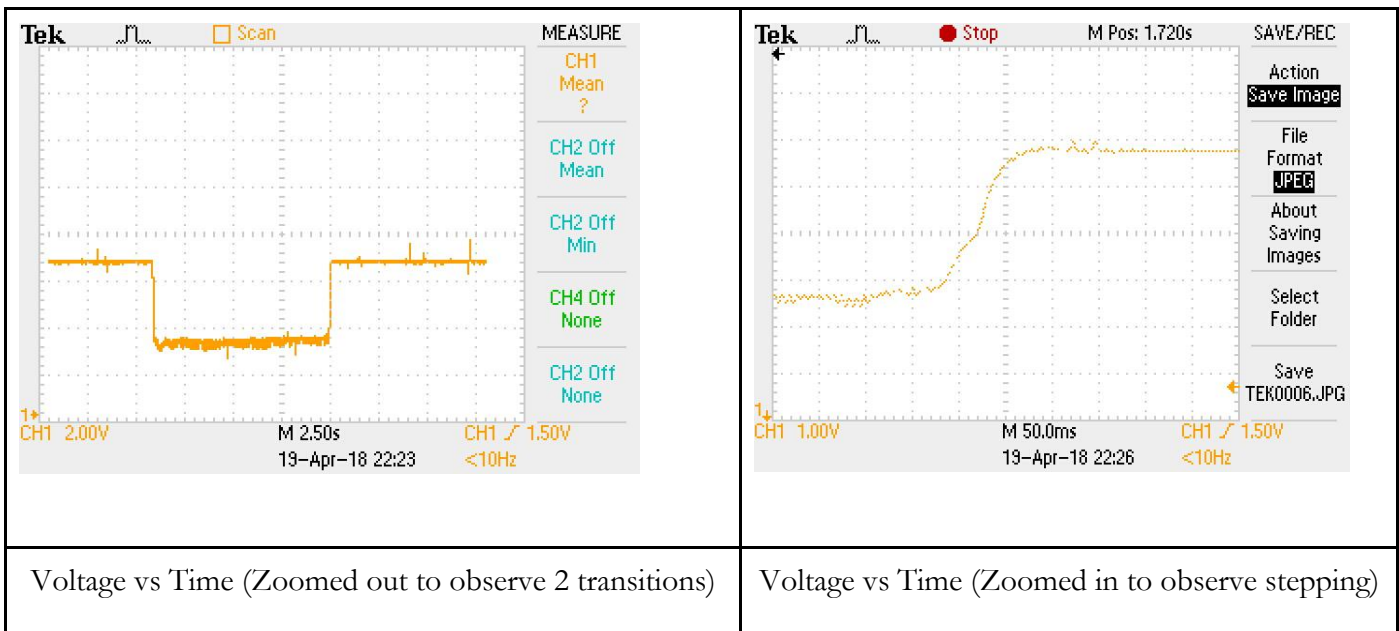 Tek Scan MEASURE
CH1
Mean
?
CH2 Off
Mean
CH2 Off
Min
CH4 Off
None
CH2 Off
None
1
CH1 2.00V M 2.50s CH1 1.50V
19-Apr-18 22:23 <10Hz
Tek Stop M Pos: 1.720s SAVE/REC
Action
Save Image
File
Format
JPEG
About
Saving
Images
Select
Folder
Save
TEK0006.JPG
1
CH1 1.00V M 50.0ms CH1 1.50V
19-Apr-18 22:26 <10Hz
Voltage vs Time (Zoomed out to observe 2 transitions)
Voltage vs Time (Zoomed in to observe stepping)